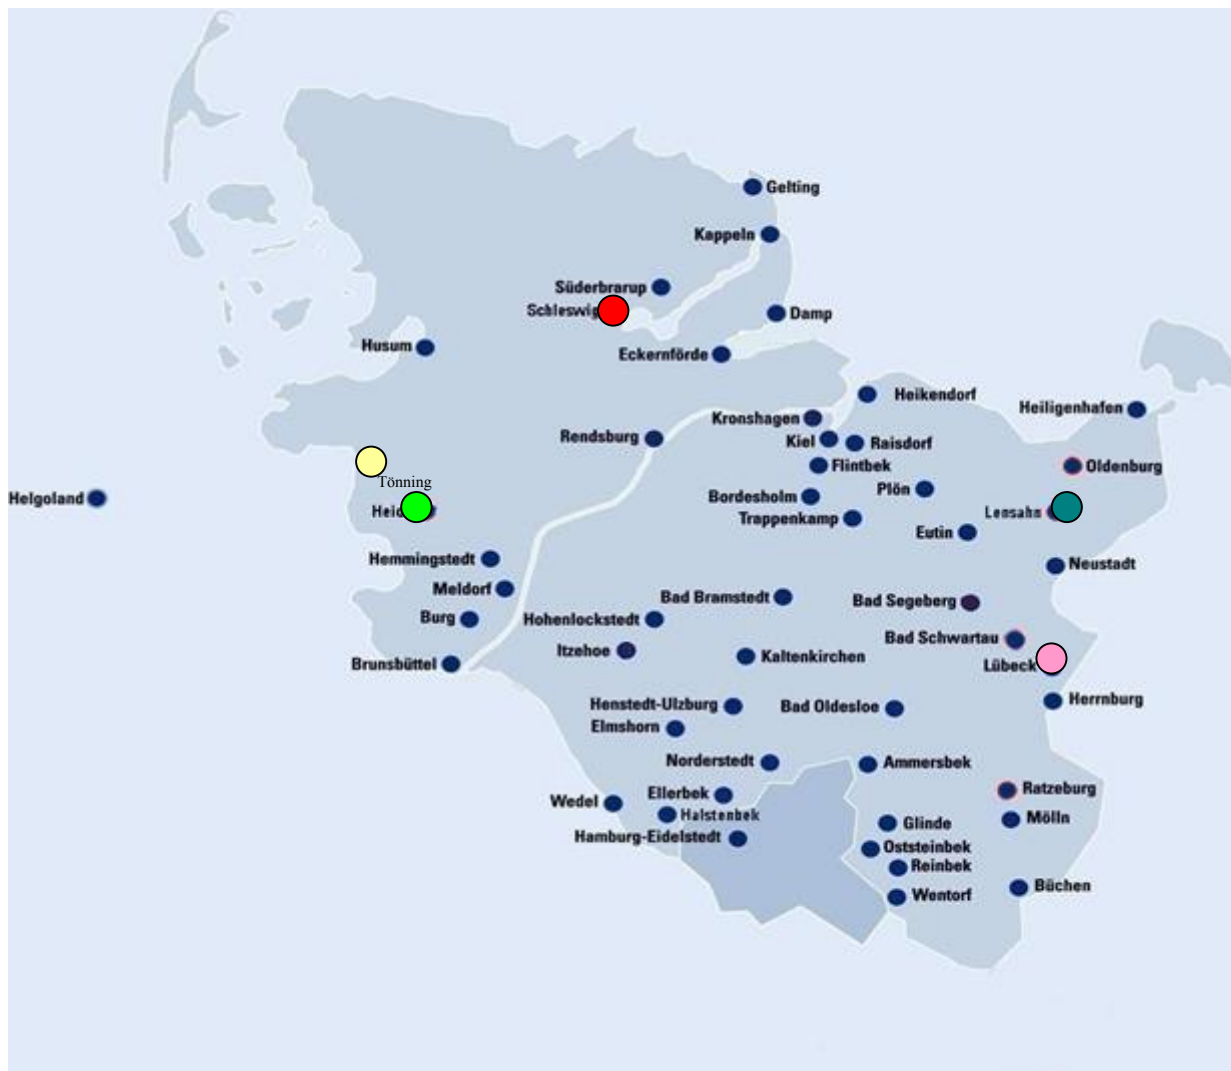 Gelting
Kappeln
Süderbrarup
Schleswig
Damp
Husum
Eckernförde
Heikendorf
Heiligenhafen
Kronshagen
Rendsburg
Kiel
Raisdorf
Flintbek
Oldenburg
Tönning
Plön
Helgoland
Bordesholm
Heid
Lensahn
Trappenkamp
Eutin
Hemmingstedt
Neustadt
Meldorf
Bad Bramstedt
Bad Segeberg
Burg
Hohenlockstedt
Bad Schwartau
Itzehoe
Kaltenkirchen
Brunsbüttel
Lübeck
Herrnburg
Henstedt-Ulzburg
Bad Oldesloe
Elmshorn
Norderstedt
Ammersbek
Ratzeburg
Ellerbek
Wedel
Halstenbek
Mölln
Glinde
Hamburg-Eidelstedt
Oststeinbek
Reinbek
Büchen
Wentorf